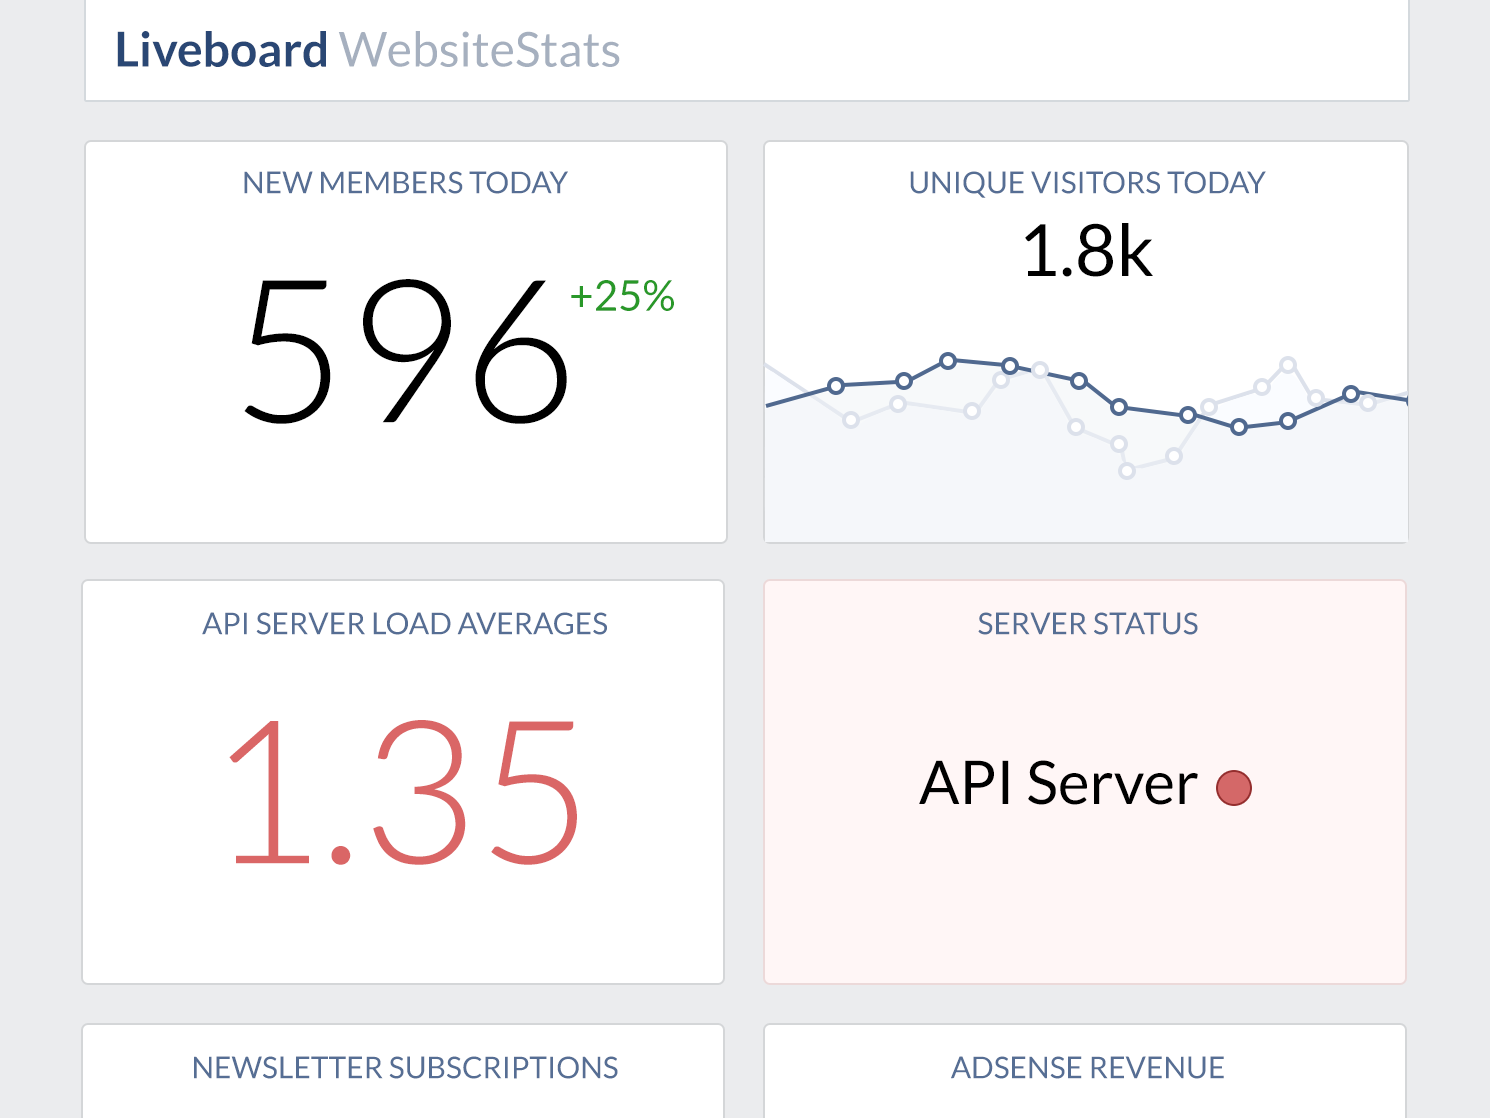 Liveboard WebsiteStats
NEW MEMBERS TODAY
596 +25%
UNIQUE VISITORS TODAY
1.8k
API SERVER LOAD AVERAGES
1.35
SERVER STATUS
API Server
NEWSLETTER SUBSCRIPTIONS
ADSENSE REVENUE